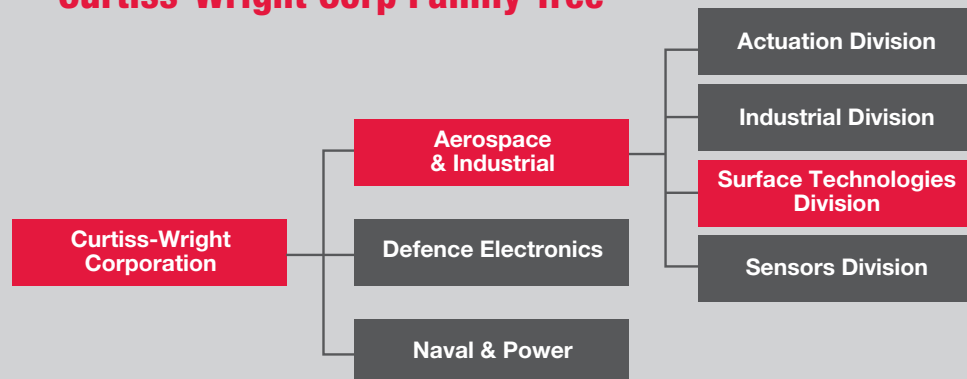 Curtiss-Wright Corp Family Tree
Actuation Division
Industrial Division
Aerospace
& Industrial
Surface Technologies
Division
Curtiss-Wright
Corporation
Defence Electronics
Sensors Division
Naval & Power